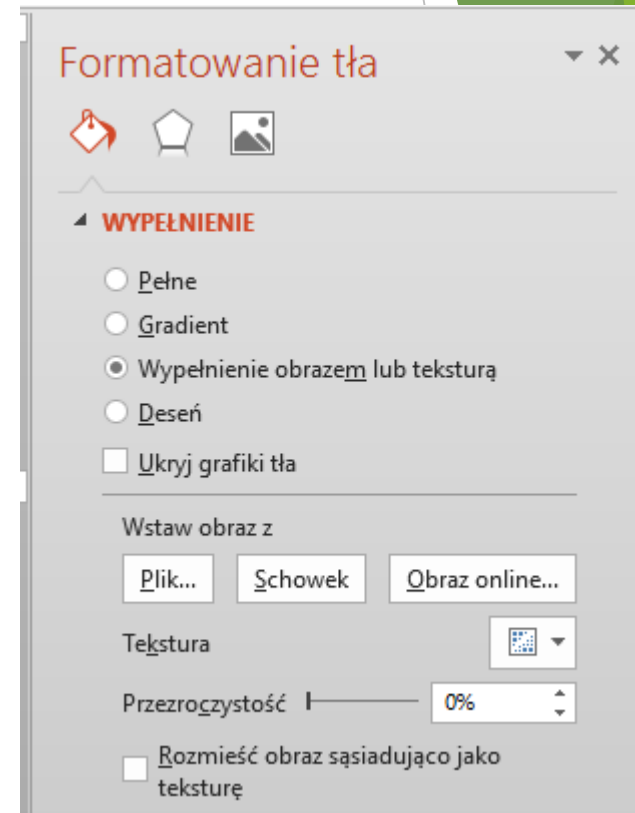 Formatowanie tła
WYPEŁNIENIE
Pełne
Gradient
Wypełnienie obrazem lub teksturą
Deseń
Ukryj grafiki tła
Wstaw obraz z
Plik... Schowek Obraz online...
Tekstura
Przezroczystość 0%
Rozmieść obraz sąsiadująco jako
teksturę